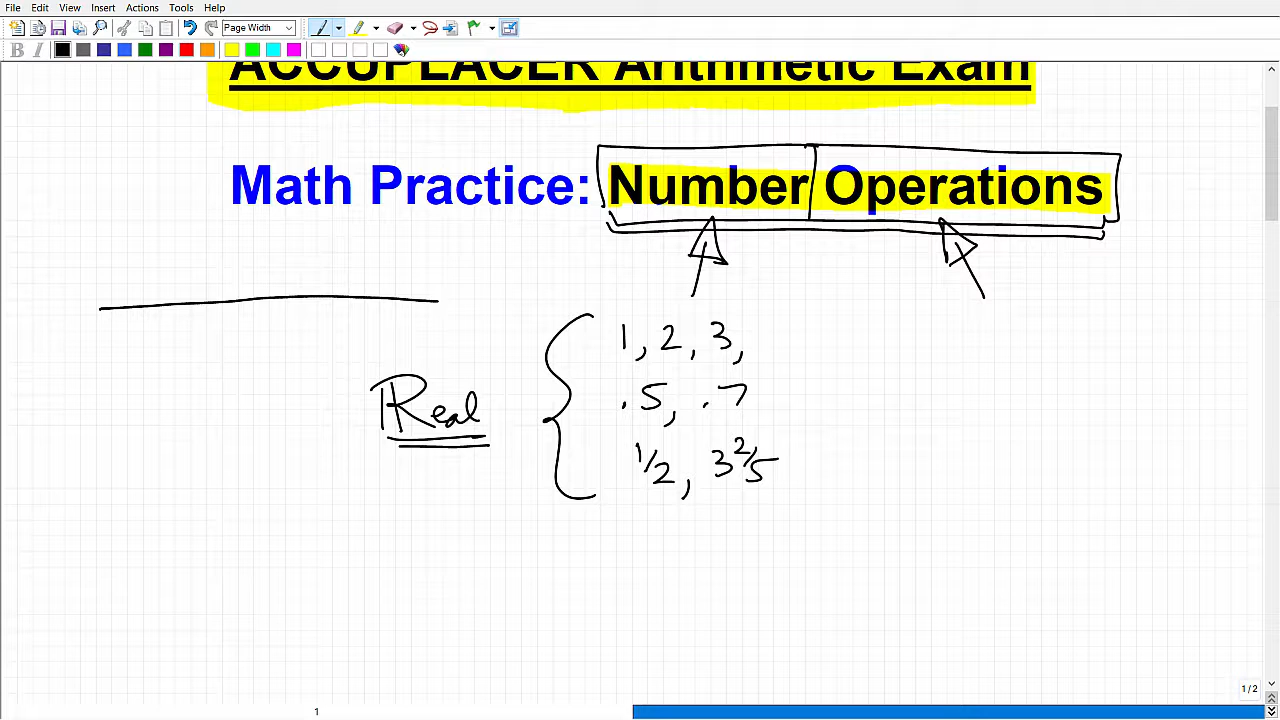 File Edit View Insert Actions Tools Help
Page Width
B I
ACCUPLACER Arithmetic Exam
Math Practice: Number Operations
1, 2, 3,
Real
.5, .7
1/2, 3 2/5
1/2
1